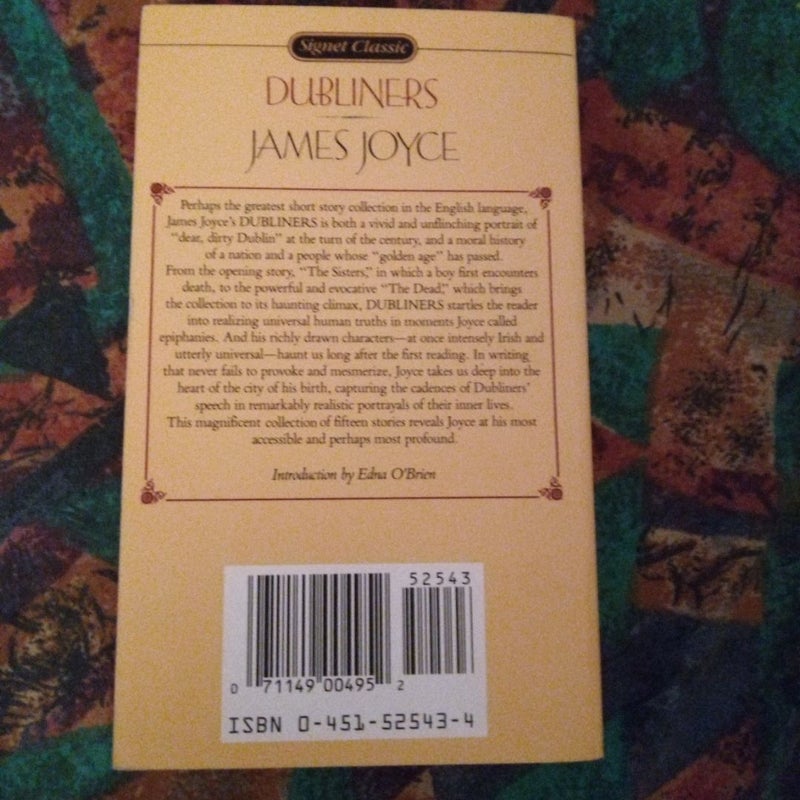 Signet Classic
DUBLINERS
JAMES JOYCE
Perhaps the greatest short story collection in the English language,
James Joyce's DUBLINERS is both a vivid and unflinching portrait of
"dear, dirty Dublin" at the turn of the century, and a moral history
of a nation and a people whose "golden age" has passed.
From the opening story, "The Sisters," in which a boy first encounters
death, to the powerful and evocative "The Dead," which brings
the collection to its haunting climax, DUBLINERS startles the reader
into realizing universal human truths in moments Joyce called
epiphanies. And his richly drawn characters—at once intensely Irish and
utterly universal—haunt us long after the first reading. In writing
that never fails to provoke and mesmerize, Joyce takes us deep into the
heart of the city of his birth, capturing the cadences of Dubliners'
speech in remarkably realistic portrayals of their inner lives.
This magnificent collection of fifteen stories reveals Joyce at his most
accessible and perhaps most profound.
Introduction by Edna O'Brien
52543
0 71149 00495 2
ISBN 0-451-52543-4